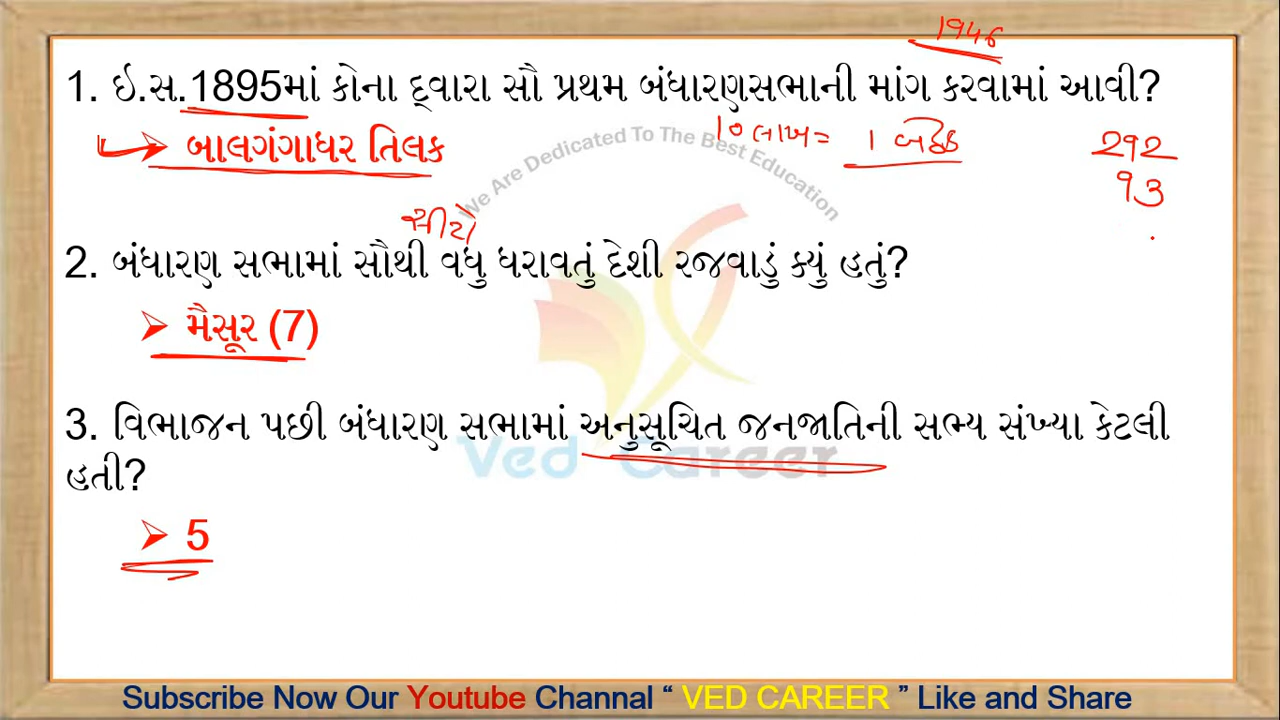 1946
1. ઇ.સ.1895માં કોના દ્વારા સૌ પ્રથમ બંધારણસભાની માંગ કરવામાં આવી?
➢ બાલગંગાધર તિલક
10 લાખ = 1 બેઠક
292
93
We Are Dedicated To The Best Education
સીટો
2. બંધારણ સભામાં સૌથી વધુ ધરાવતું દેશી રજવાડું ક્યું હતું?
➢ મૈસૂર (7)
3. વિભાજન પછી બંધારણ સભામાં અનુસૂચિત જનજાતિની સભ્ય સંખ્યા કેટલી
હતી?
Ved Career
➢ 5
Subscribe Now Our Youtube Channal “ VED CAREER ” Like and Share